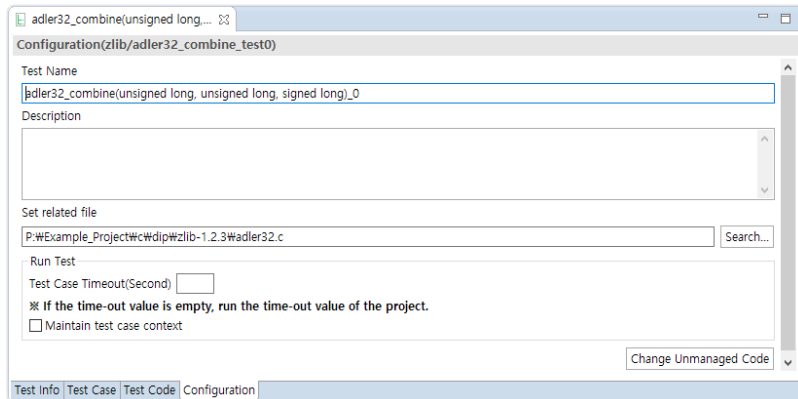 adler32_combine(unsigned long,...
Configuration(zlib/adler32_combine_test0)
Test Name
adler32_combine(unsigned long, unsigned long, signed long)_0
Description
Set related file
P:₩Example_Project₩c₩dip₩zlib-1.2.3₩adler32.c
Search...
Run Test
Test Case Timeout(Second)
※ If the time-out value is empty, run the time-out value of the project.
Maintain test case context
Change Unmanaged Code
Test Info Test Case Test Code Configuration